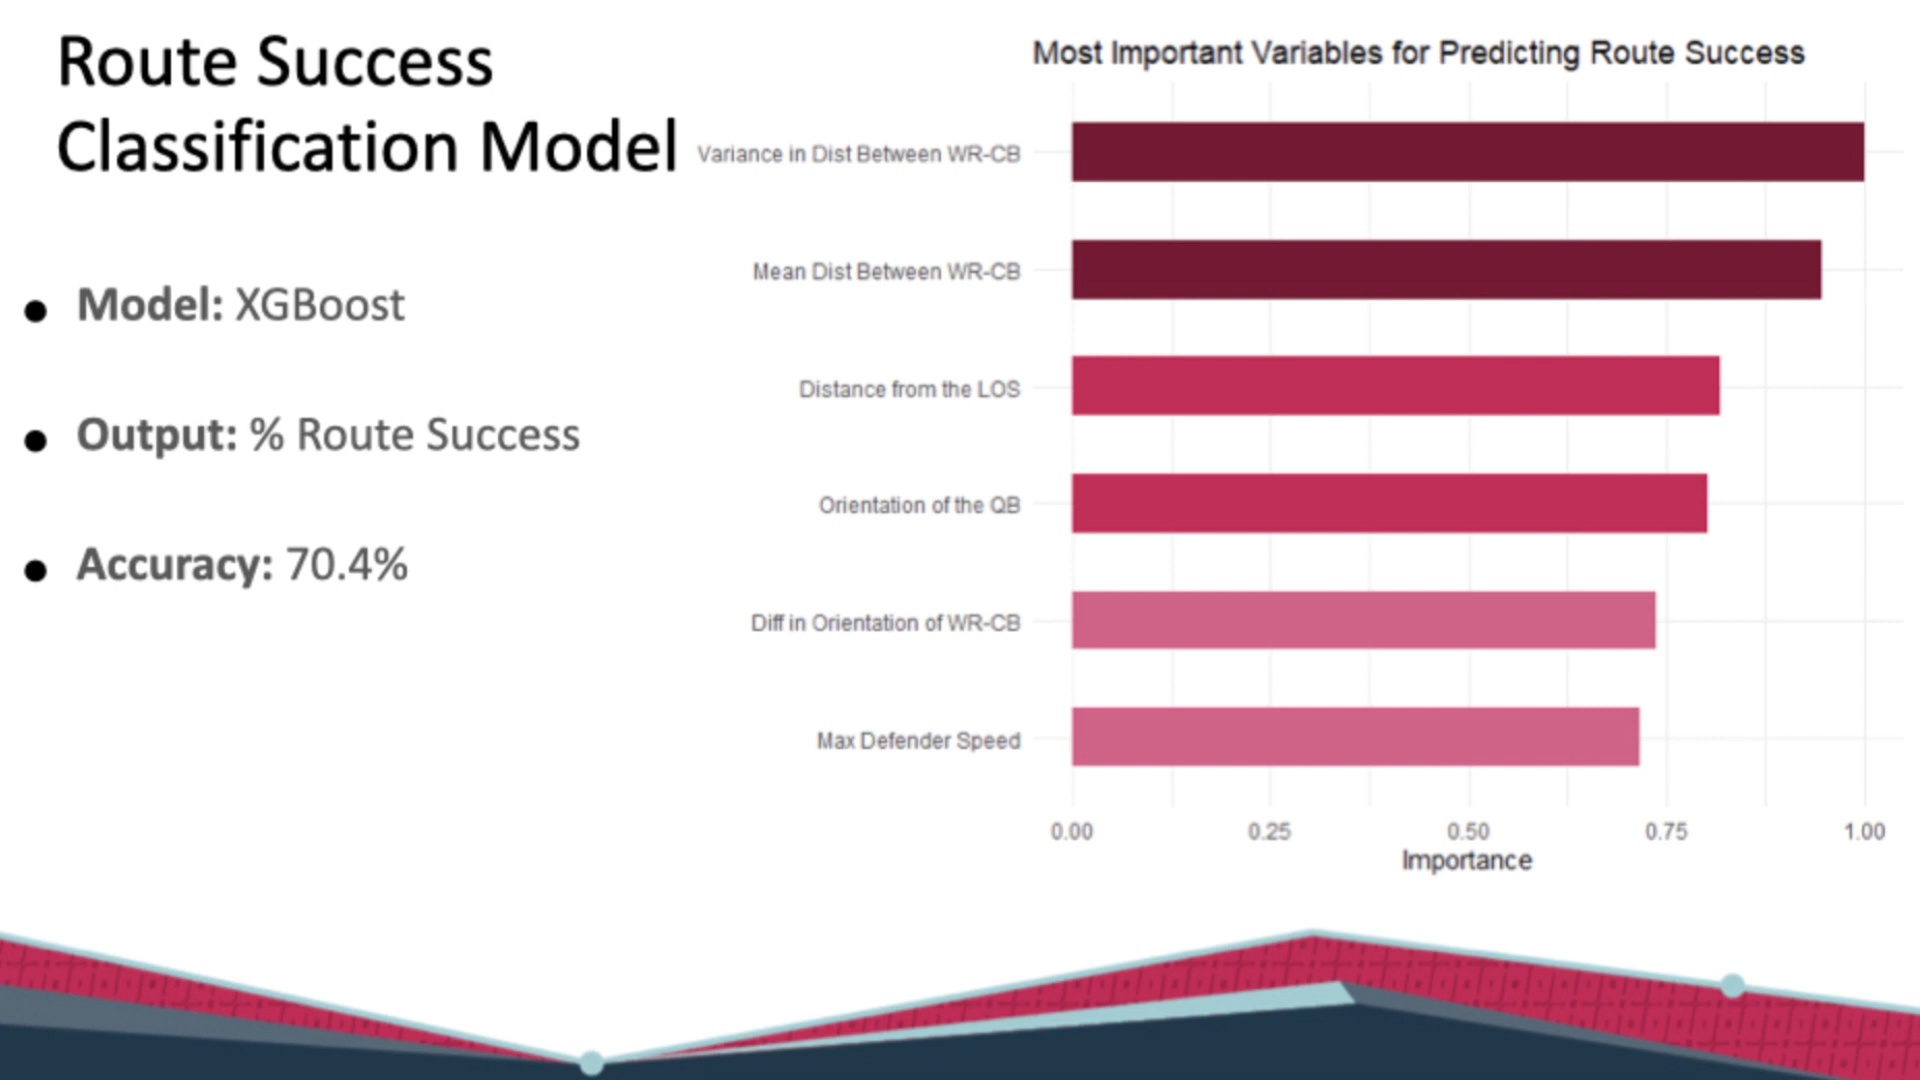 Route Success
Classification Model
Model: XGBoost
Output: % Route Success
Accuracy: 70.4%
Most Important Variables for Predicting Route Success
Variance in Dist Between WR-CB
Mean Dist Between WR-CB
Distance from the LOS
Orientation of the QB
Diff in Orientation of WR-CB
Max Defender Speed
0.00 0.25 0.50 0.75 1.00
Importance